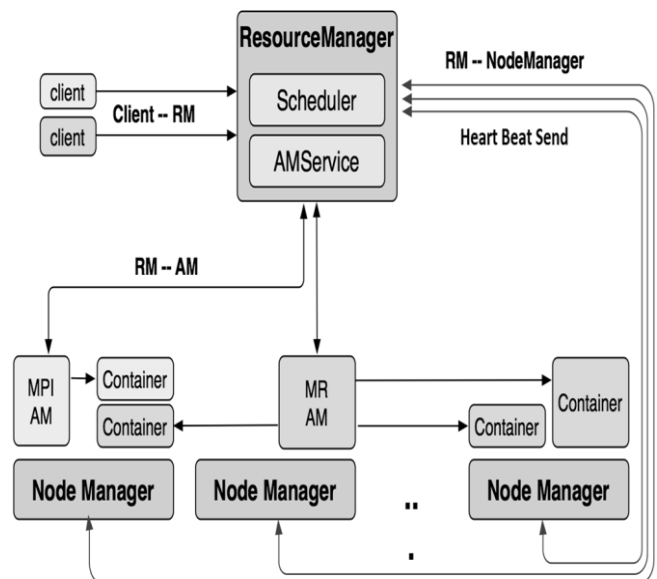 ResourceManager
RM -- NodeManager
client
Scheduler
Client -- RM
client
Heart Beat Send
AMService
RM -- AM
MPI
AM
Container
Container
MR
AM
Container
Container
Node Manager
Node Manager
..
.
Node Manager